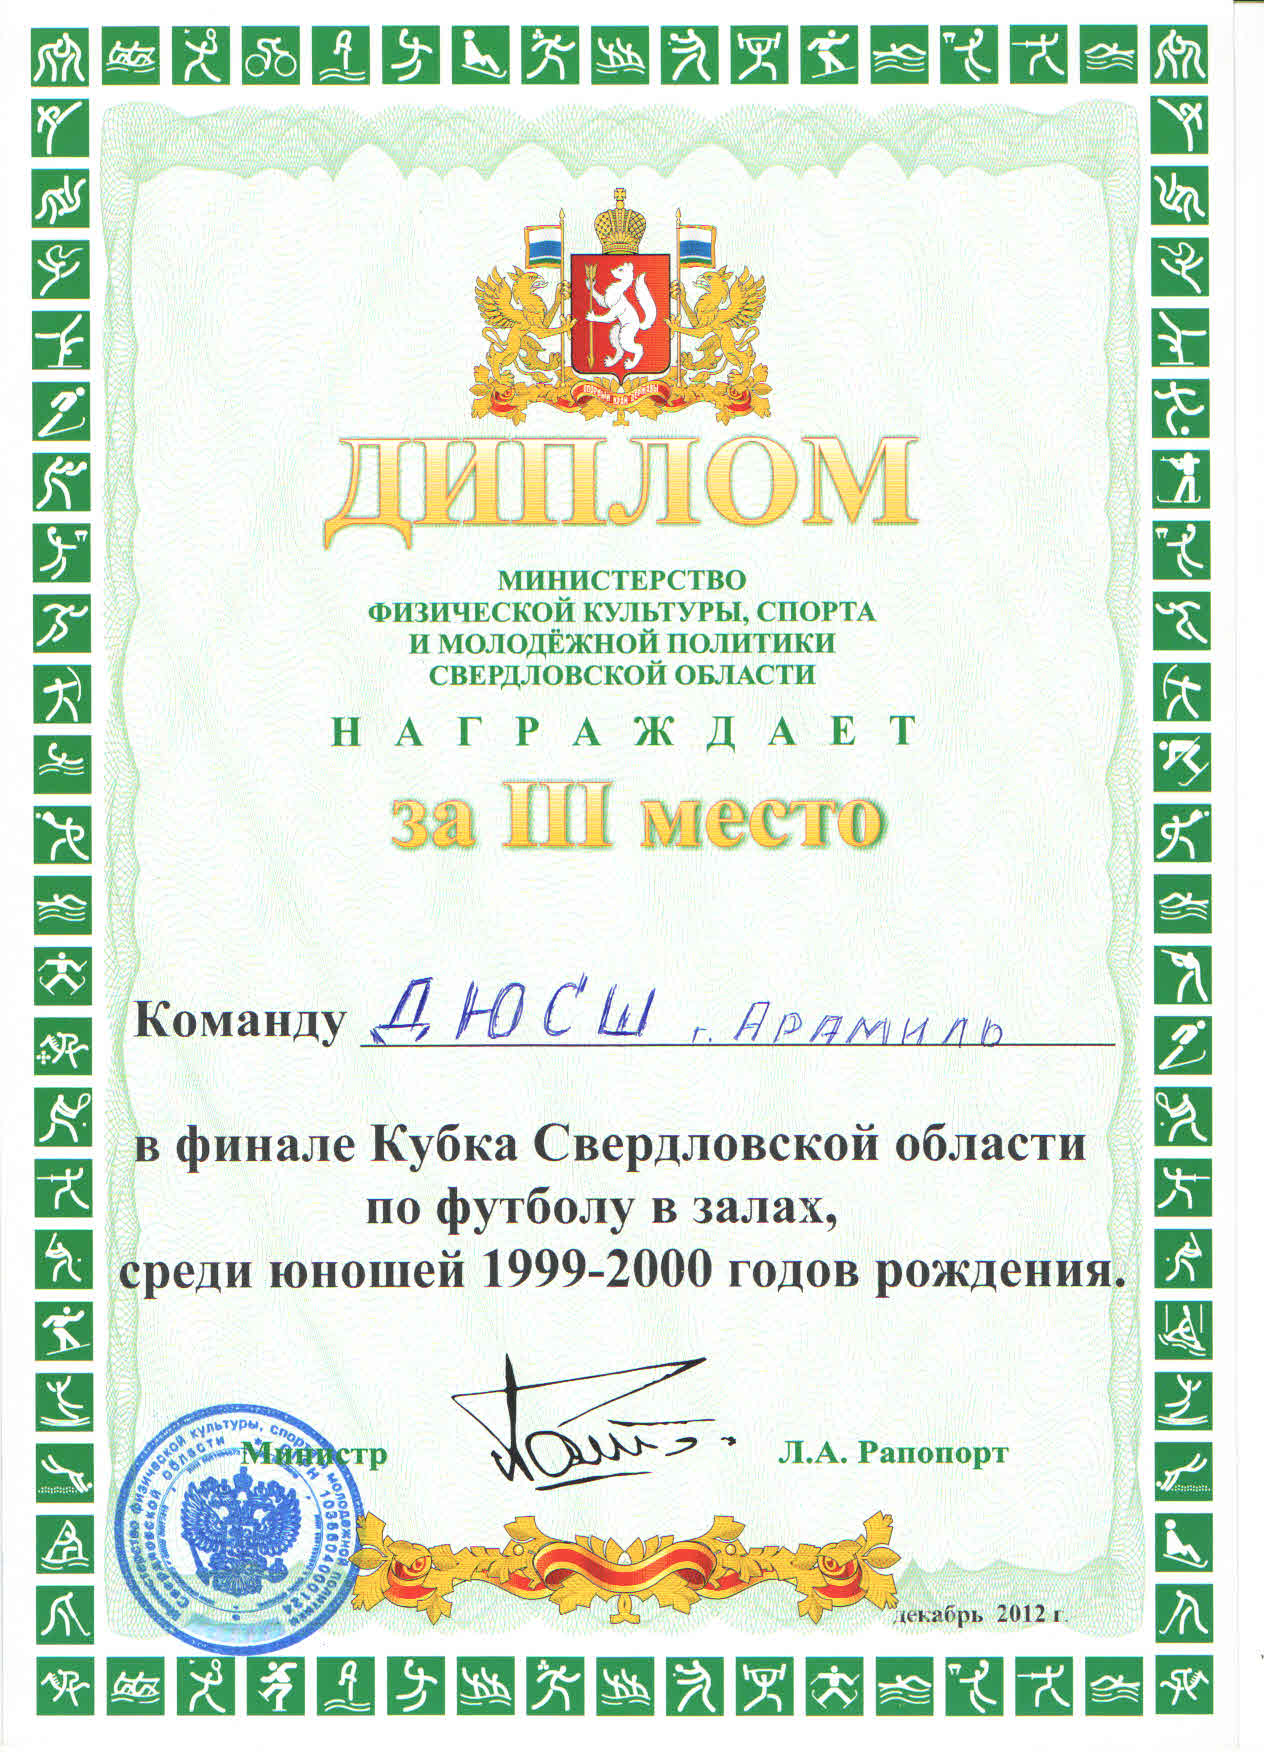 ДИПЛОМ
МИНИСТЕРСТВО
ФИЗИЧЕСКОЙ КУЛЬТУРЫ, СПОРТА
И МОЛОДЁЖНОЙ ПОЛИТИКИ
СВЕРДЛОВСКОЙ ОБЛАСТИ
НАГРАЖДАЕТ
за III место
Команду ДЮСШ г. Арамиль
в финале Кубка Свердловской области
по футболу в залах,
среди юношей 1999-2000 годов рождения.
Министр Л.А. Рапопорт
декабрь 2012 г.